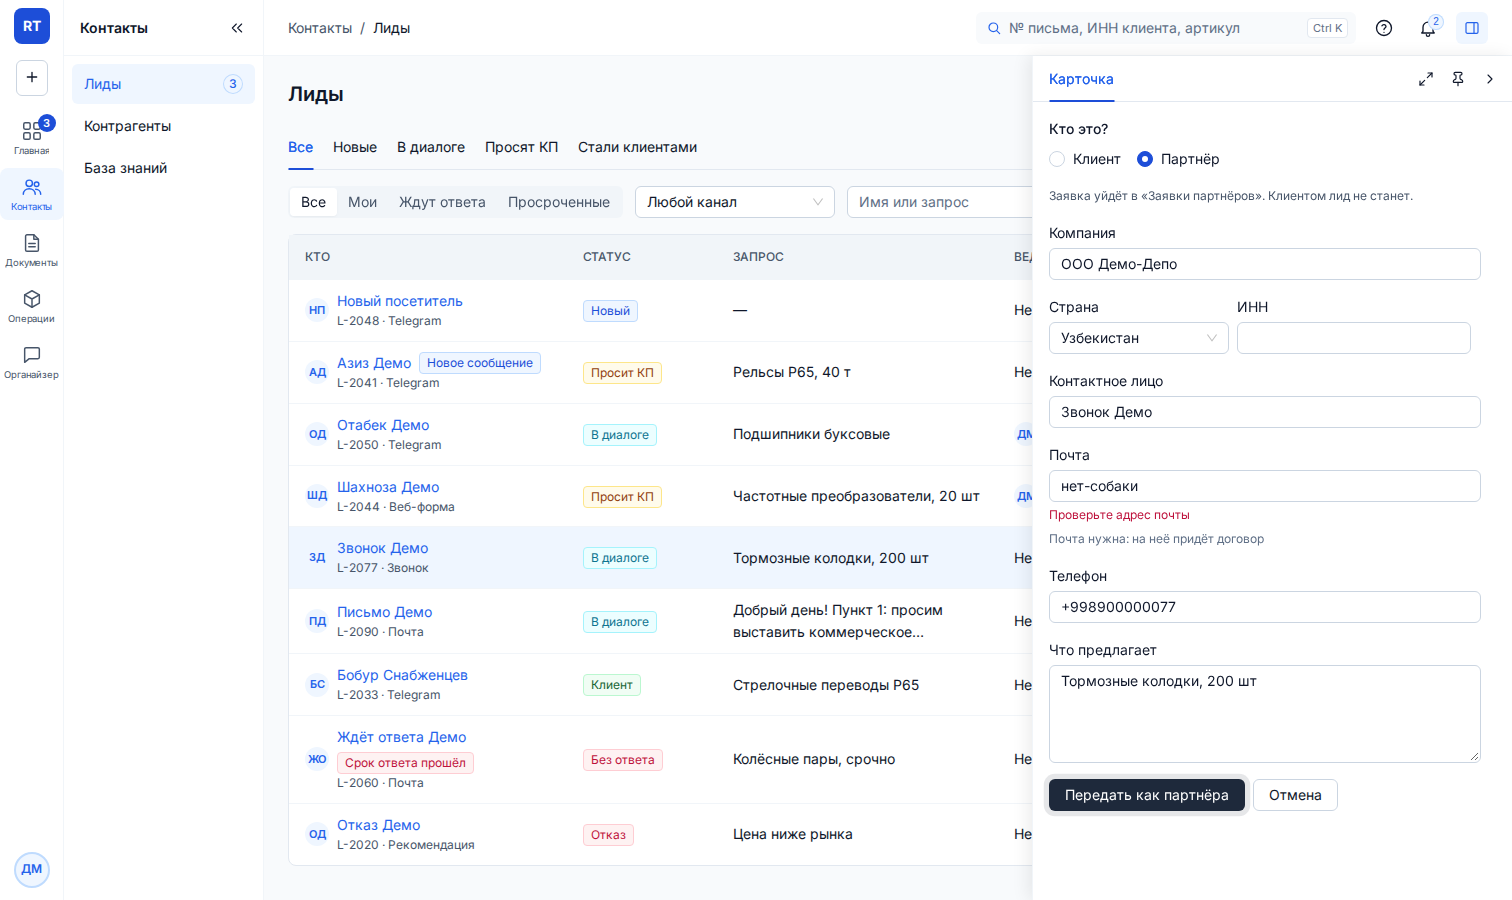 RT
Контакты
Контакты / Лиды
№ письма, ИНН клиента, артикул
Ctrl K
2
+
3
Главная
Контакты
Документы
Операции
Органайзер
ДМ
Лиды
3
Контрагенты
База знаний
Лиды
Все
Новые
В диалоге
Просят КП
Стали клиентами
Все
Мои
Ждут ответа
Просроченные
Любой канал
Имя или запрос
КТО
СТАТУС
ЗАПРОС
ВЕД
НП
Новый посетитель
L-2048 · Telegram
Новый
—
Не
АД
Азиз Демо
Новое сообщение
L-2041 · Telegram
Просит КП
Рельсы Р65, 40 т
Не
ОД
Отабек Демо
L-2050 · Telegram
В диалоге
Подшипники буксовые
ДМ
ШД
Шахноза Демо
L-2044 · Веб-форма
Просит КП
Частотные преобразователи, 20 шт
ДМ
ЗД
Звонок Демо
L-2077 · Звонок
В диалоге
Тормозные колодки, 200 шт
Не
ПД
Письмо Демо
L-2090 · Почта
В диалоге
Добрый день! Пункт 1: просим
выставить коммерческое...
Не
БС
Бобур Снабженцев
L-2033 · Telegram
Клиент
Стрелочные переводы Р65
Не
ЖО
Ждёт ответа Демо
Срок ответа прошёл
L-2060 · Почта
Без ответа
Колёсные пары, срочно
Не
ОД
Отказ Демо
L-2020 · Рекомендация
Отказ
Цена ниже рынка
Не
Карточка
Кто это?
Клиент
Партнёр
Заявка уйдёт в «Заявки партнёров». Клиентом лид не станет.
Компания
ООО Демо-Депо
Страна
ИНН
Узбекистан
Контактное лицо
Звонок Демо
Почта
нет-собаки
Проверьте адрес почты
Почта нужна: на неё придёт договор
Телефон
+998900000077
Что предлагает
Тормозные колодки, 200 шт
Передать как партнёра
Отмена